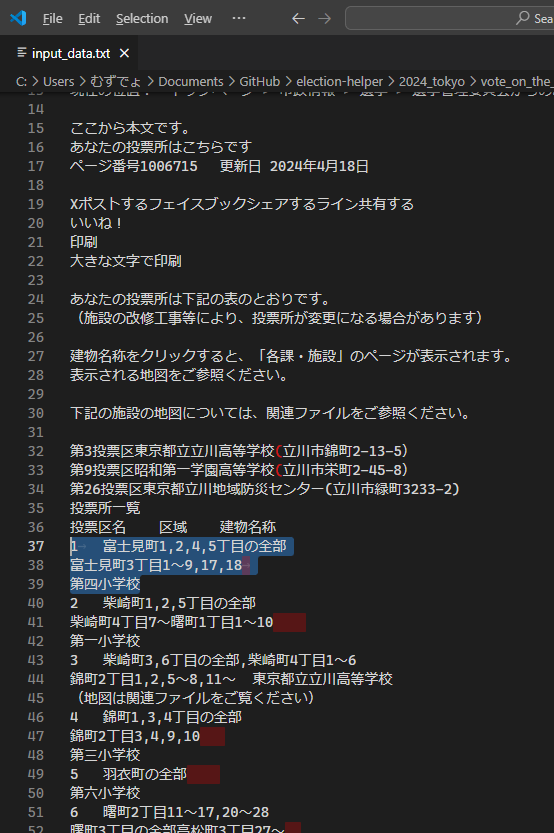 File Edit Selection View ··· ← → Sea
input_data.txt ×
C: > Users > むずでょ > Documents > GitHub > election-helper > 2024_tokyo > vote_on_the_
14
15 ここから本文です。
16 あなたの投票所はこちらです
17 ページ番号1006715 更新日 2024年4月18日
18
19 Xポストするフェイスブックシェアするライン共有する
20 いいね！
21 印刷
22 大きな文字で印刷
23
24 あなたの投票所は下記の表のとおりです。
25 （施設の改修工事等により、投票所が変更になる場合があります）
26
27 建物名称をクリックすると、「各課・施設」のページが表示されます。
28 表示される地図をご参照ください。
29
30 下記の施設の地図については、関連ファイルをご参照ください。
31
32 第3投票区東京都立立川高等学校(立川市錦町2-13-5）
33 第9投票区昭和第一学園高等学校(立川市栄町2-45-8）
34 第26投票区東京都立川地域防災センター(立川市緑町3233-2)
35 投票所一覧
36 投票区名 区域 建物名称
37 1 富士見町1,2,4,5丁目の全部
38 富士見町3丁目1～9,17,18
39 第四小学校
40 2 柴崎町1,2,5丁目の全部
41 柴崎町4丁目7～曙町1丁目1～10
42 第一小学校
43 3 柴崎町3,6丁目の全部,柴崎町4丁目1～6
44 錦町2丁目1,2,5～8,11～ 東京都立立川高等学校
45 （地図は関連ファイルをご覧ください）
46 4 錦町1,3,4丁目の全部
47 錦町2丁目3,4,9,10
48 第三小学校
49 5 羽衣町の全部
50 第六小学校
51 6 曙町2丁目11～17,20～28
52 曙町3丁目の全部高松町3丁目27～